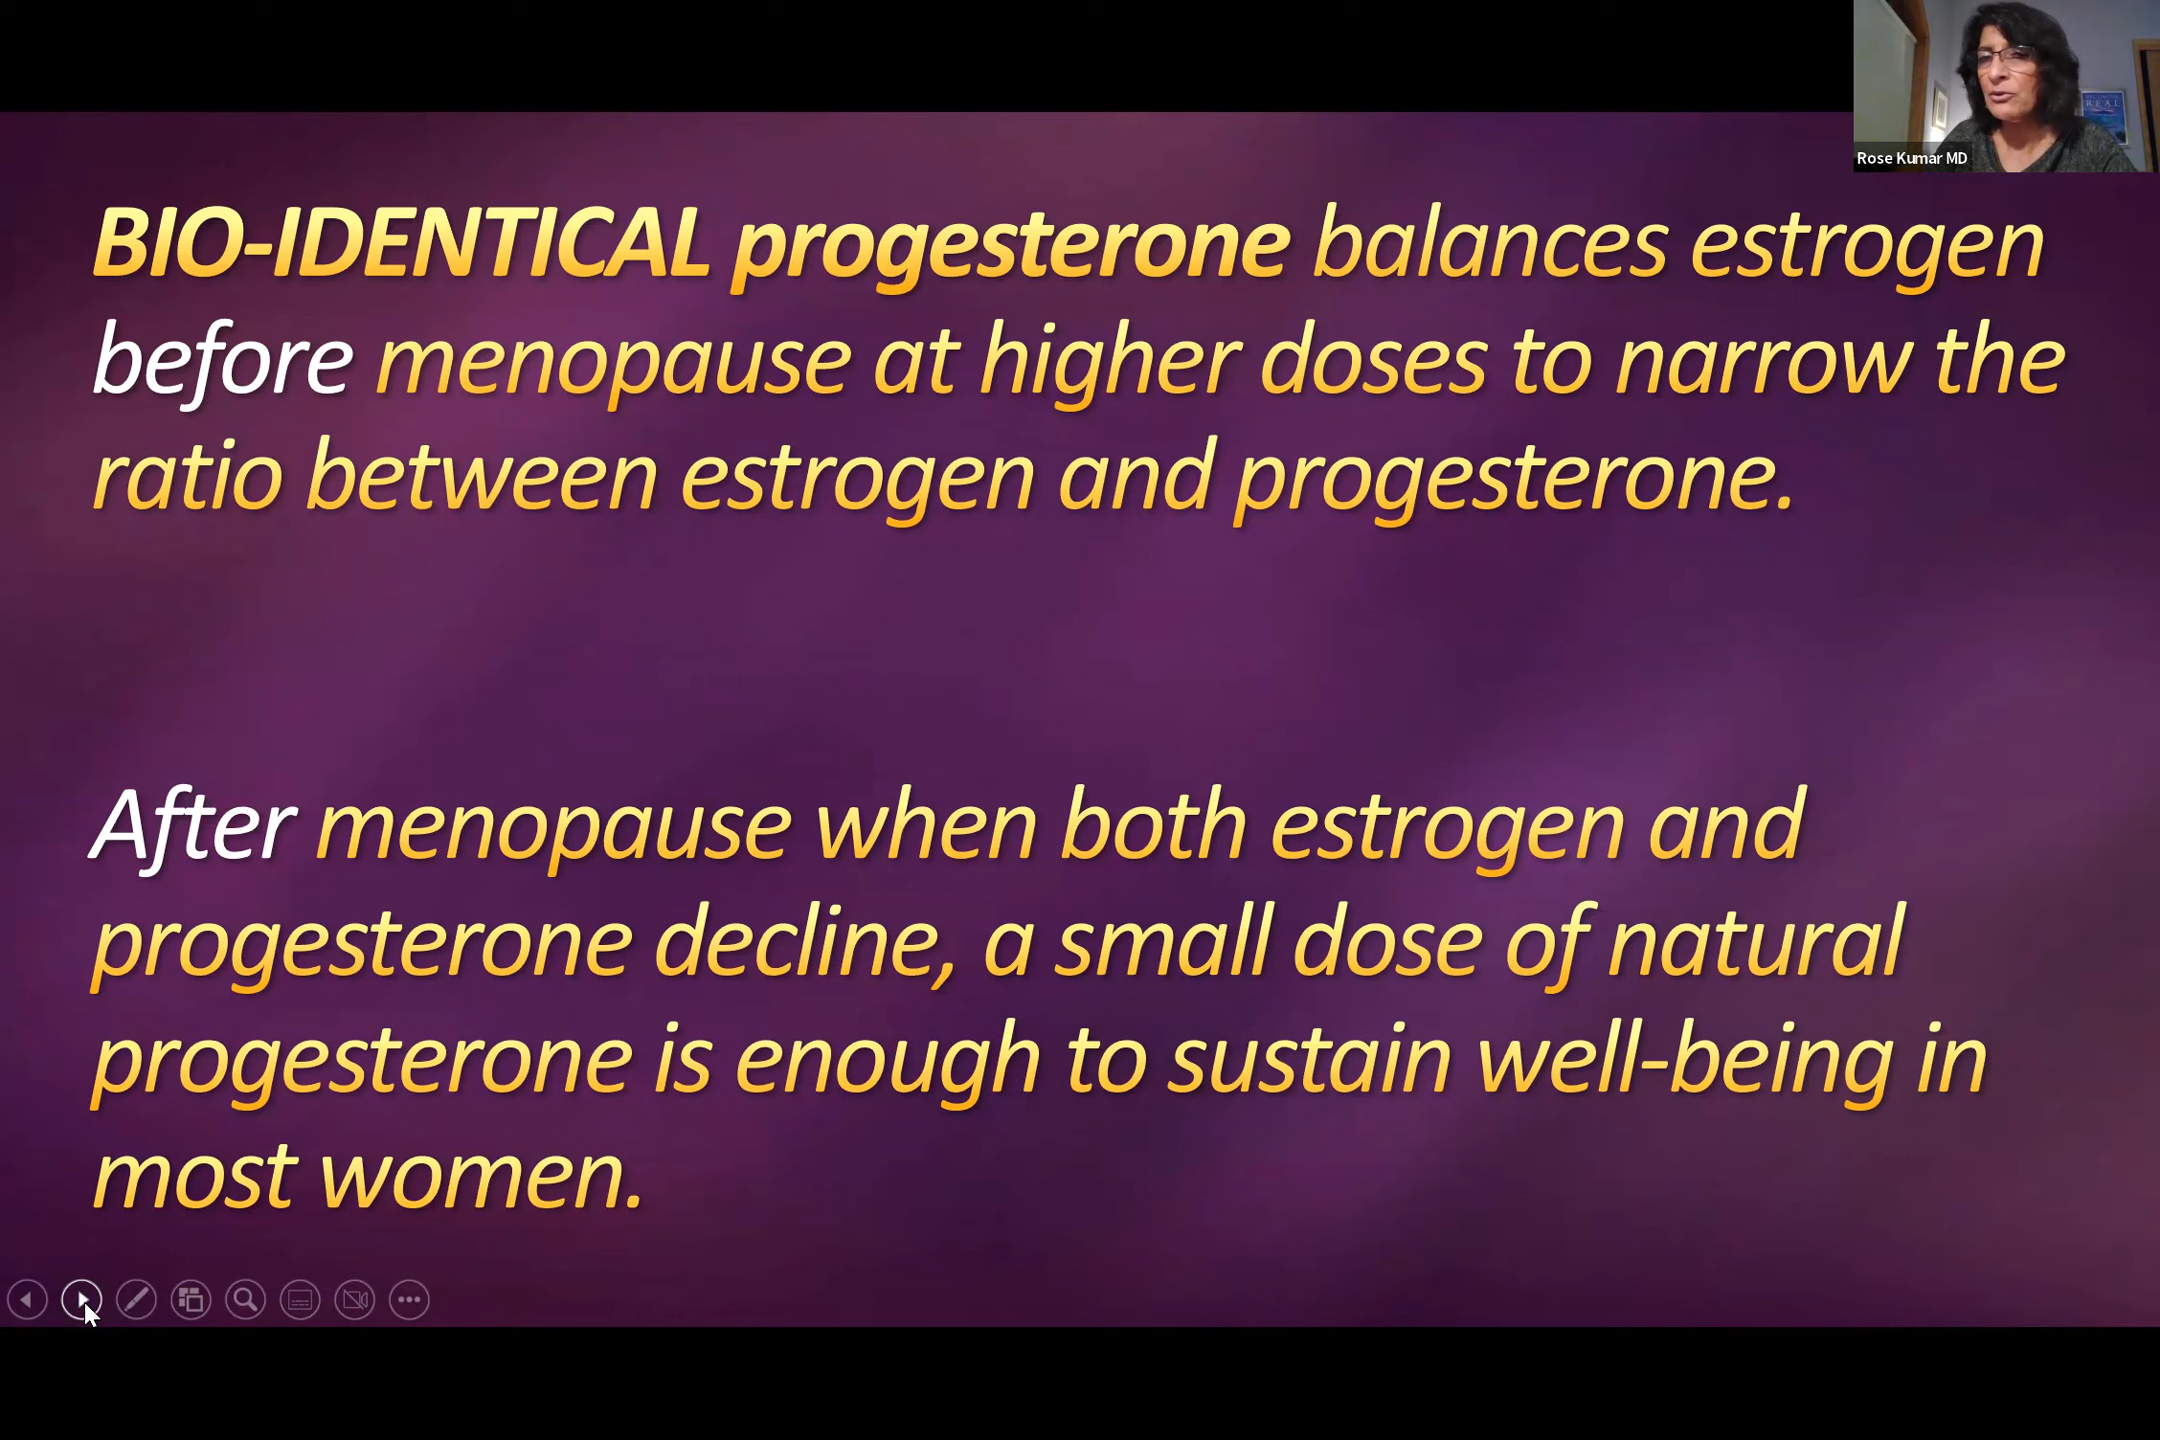 Rose Kumar MD
REAL
BIO-IDENTICAL progesterone balances estrogen
before menopause at higher doses to narrow the
ratio between estrogen and progesterone.
After menopause when both estrogen and
progesterone decline, a small dose of natural
progesterone is enough to sustain well-being in
most women.